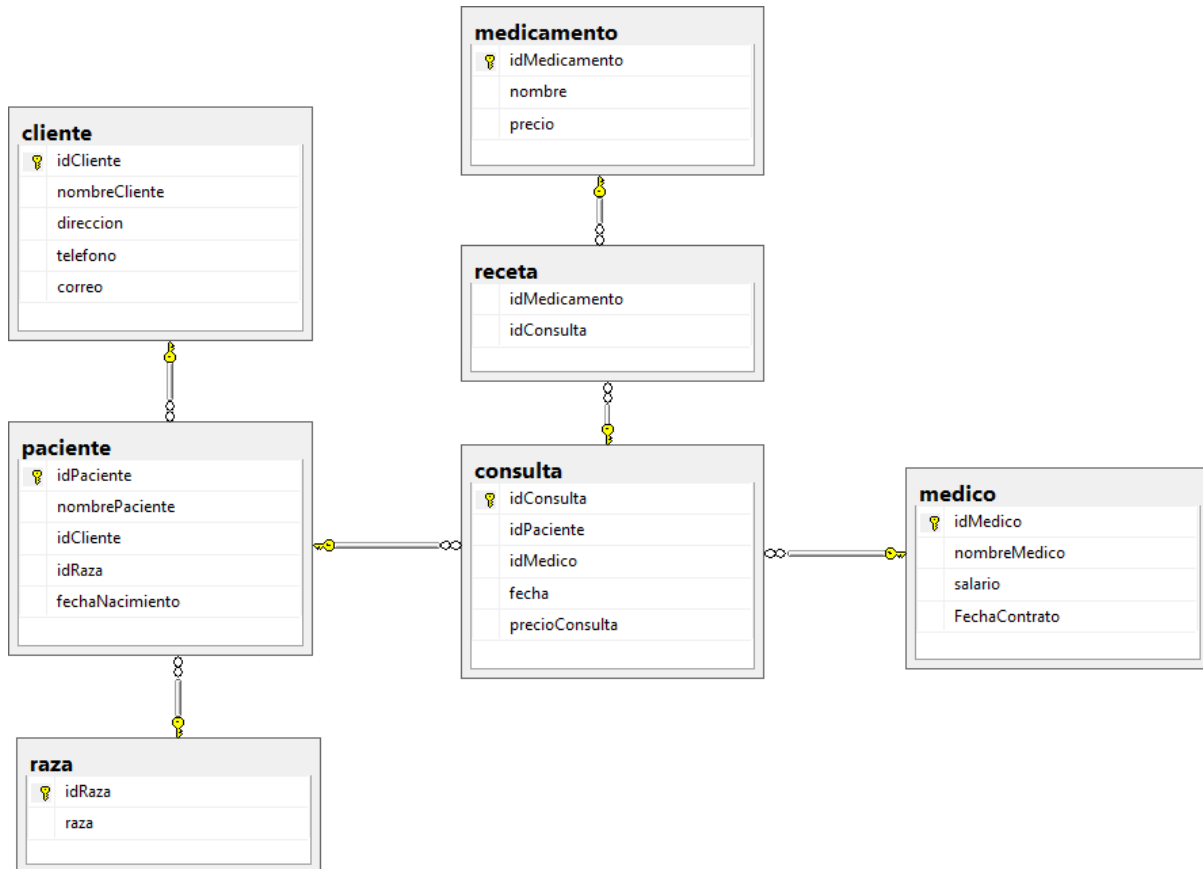 medicamento
idMedicamento
nombre
precio
cliente
idCliente
nombreCliente
direccion
telefono
correo
receta
idMedicamento
idConsulta
paciente
idPaciente
nombrePaciente
idCliente
idRaza
fechaNacimiento
consulta
idConsulta
idPaciente
idMedico
fecha
precioConsulta
medico
idMedico
nombreMedico
salario
FechaContrato
raza
idRaza
raza